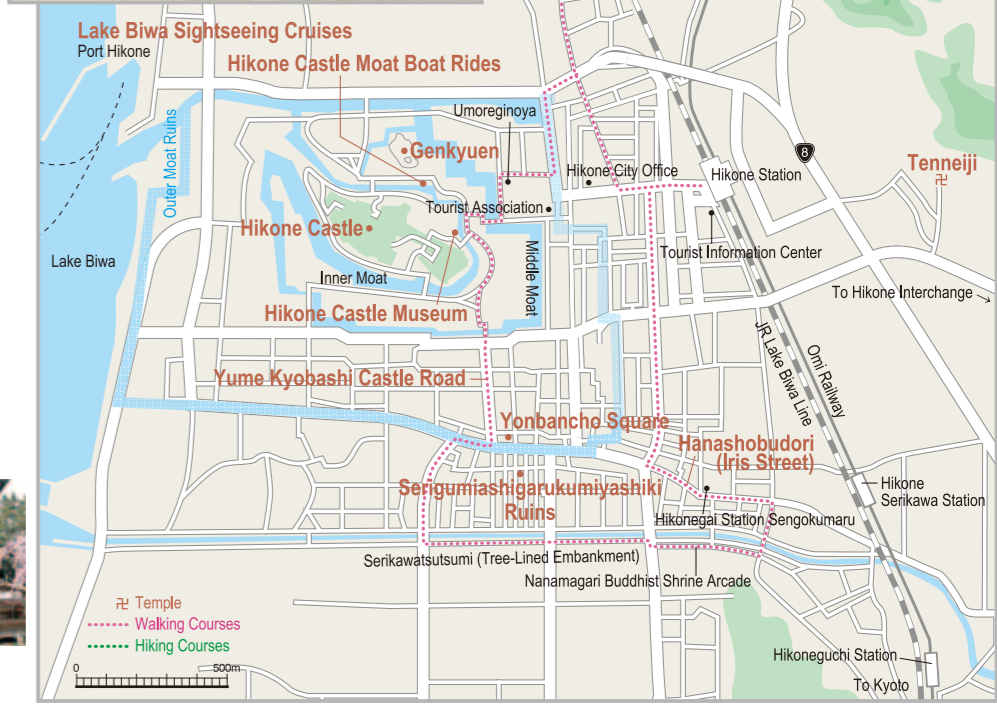 Lake Biwa Sightseeing Cruises
Port Hikone
Hikone Castle Moat Boat Rides
Umoreginoya
Outer Moat Ruins
Genkyuen
Hikone City Office
Hikone Station
8
Tenneiji
卍
Tourist Association
Hikone Castle
Tourist Information Center
Lake Biwa
Inner Moat
Middle Moat
To Hikone Interchange →
Hikone Castle Museum
JR Lake Biwa Line
Omi Railway
Yume Kyobashi Castle Road
Yonbancho Square
Hanashobudori
(Iris Street)
Serigumiashigarukumiyashiki
Ruins
Hikone
Serikawa Station
Hikonegai Station Sengokumaru
Serikawatsutsumi (Tree-Lined Embankment)
Nanamagari Buddhist Shrine Arcade
卍 Temple
Walking Courses
Hiking Courses
0 500m
Hikoneguchi Station
To Kyoto